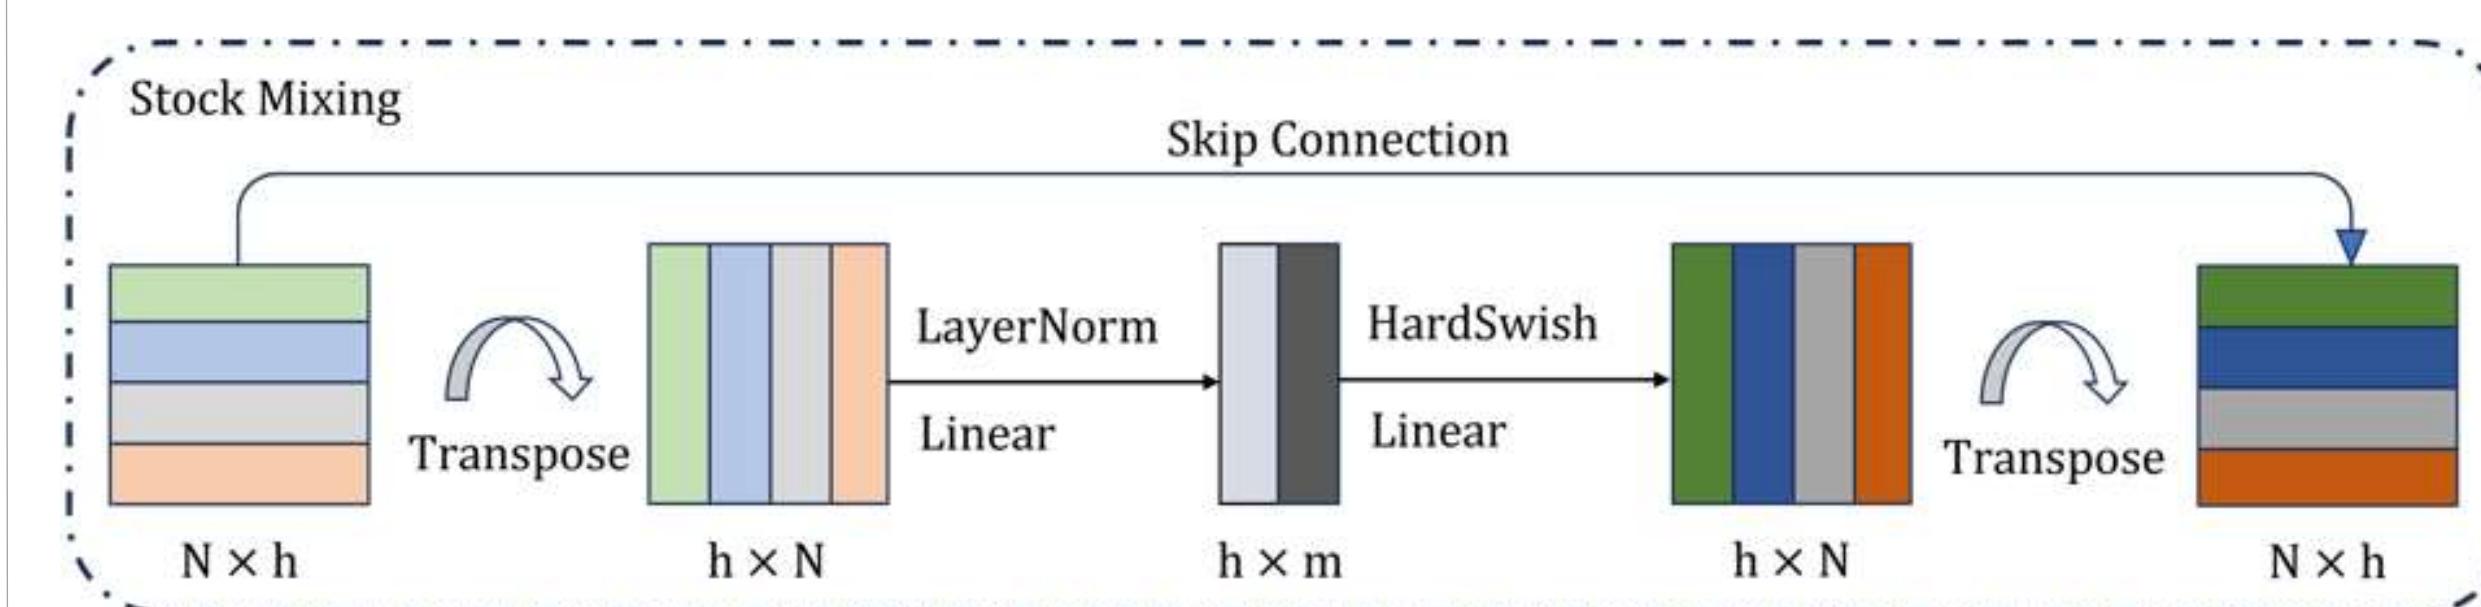 Stock Mixing
Skip Connection
LayerNorm
HardSwish
Linear
Linear
Transpose
Transpose
N × h
h × N
h × m
h × N
N × h